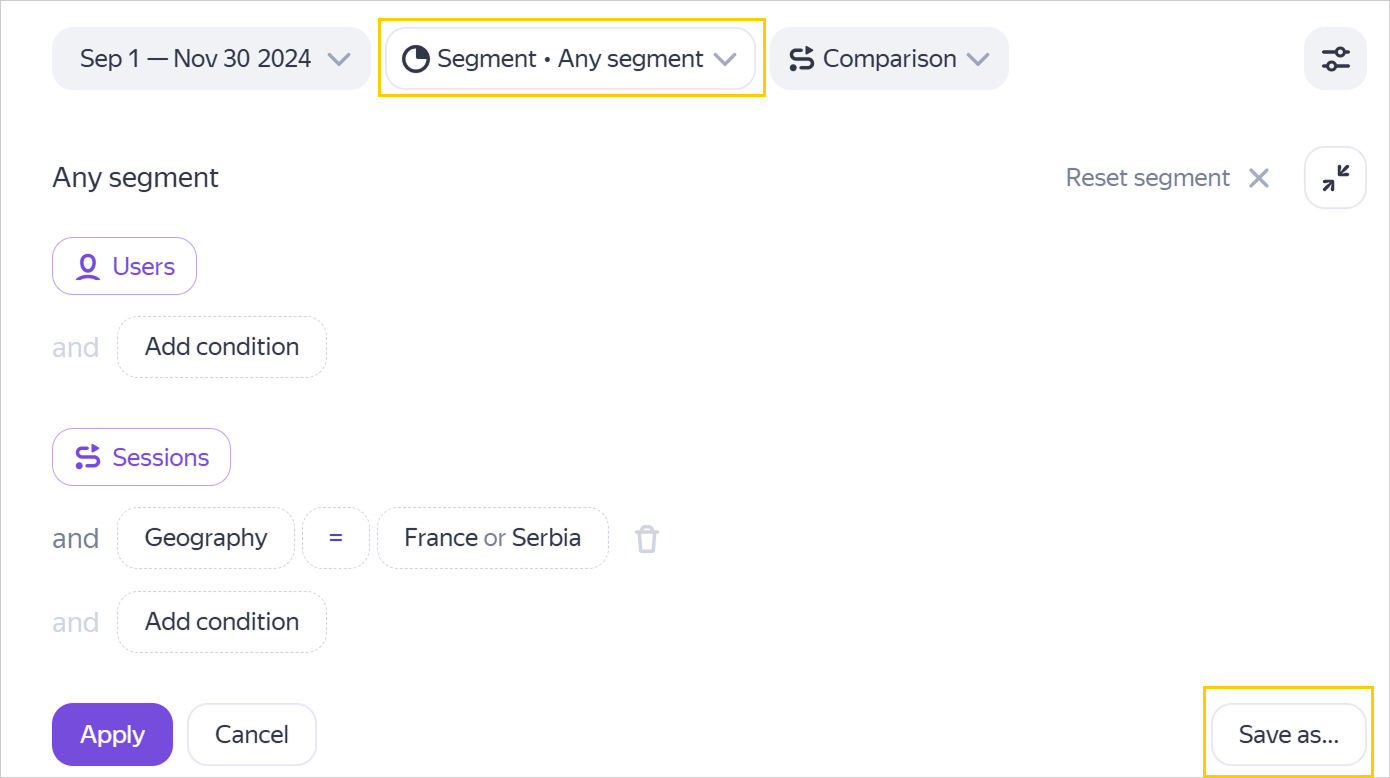 Sep 1 — Nov 30 2024 Segment • Any segment Comparison
Any segment Reset segment
Users
and Add condition
Sessions
and Geography = France or Serbia
and Add condition
Apply Cancel Save as...